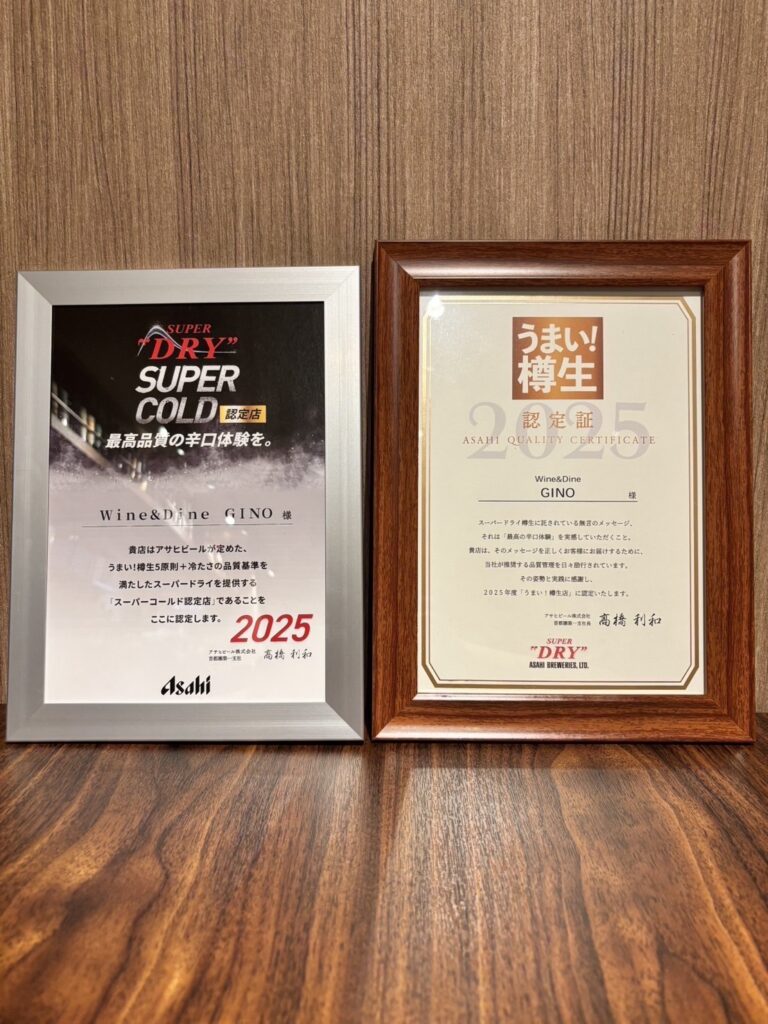 SUPER
"DRY"
SUPER
COLD 認定店
最高品質の辛口体験を。
Wine&Dine GINO 様
貴店はアサヒビールが定めた、
うまい!樽生5原則+冷たさの品質基準を
満たしたスーパードライを提供する
「スーパーコールド認定店」であることを
ここに認定します。
2025
アサヒビール株式会社
首都圏第一支社 高橋 利和
Asahi
うまい!
樽生
2025
認定証
ASAHI QUALITY CERTIFICATE
Wine&Dine
GINO 様
スーパードライ樽生に託されている無言のメッセージ、
それは「最高の辛口体験」を実感していただくこと。
貴店は、そのメッセージを正しくお客様にお届けするために、
当社が推奨する品質管理を日々励行されています。
その姿勢と実践に感謝し、
2025年度「うまい!樽生店」に認定いたします。
アサヒビール株式会社
首都圏第一支社長 高橋 利和
SUPER
"DRY"
ASAHI BREWERIES, LTD.